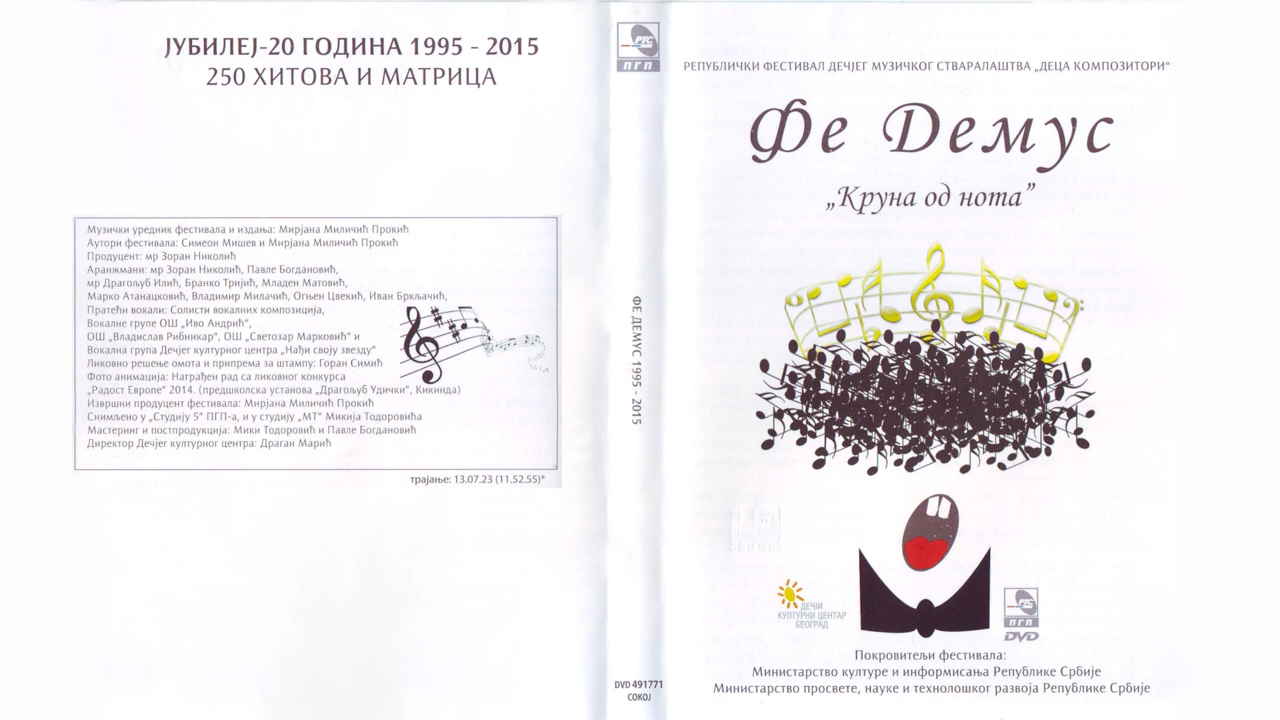 ЈУБИЛЕЈ-20 ГОДИНА 1995 - 2015
250 ХИТОВА И МАТРИЦА
Музички уредник фестивала и издања: Мирјана Миличић Прокић
Аутори фестивала: Симеон Мишев и Мирјана Миличић Прокић
Продуцент: мр Зоран Николић
Аранжмани: мр Зоран Николић, Павле Богдановић,
мр Драгољуб Илић, Бранко Тријић, Младен Матовић,
Марко Атанацковић, Владимир Милачић, Огњен Цвекић, Иван Бркљачић,
Пратећи вокали: Солисти вокалних композиција,
Вокалне групе ОШ „Иво Андрић“,
ОШ „Владислав Рибникар“, ОШ „Светозар Марковић“ и
Вокална група Дечјег културног центра „Нађи своју звезду“
Ликовно решење омота и припрема за штампу: Горан Симић
Фото анимација: Награђен рад са ликовног конкурса
„Радост Европе“ 2014. (предшколска установа „Драгољуб Удички“, Кикинда)
Извршни продуцент фестивала: Мирјана Миличић Прокић
Снимљено у „Студију 5“ ПГП-а, и у студију „МТ“ Микија Тодоровића
Мастеринг и постпродукција: Мики Тодоровић и Павле Богдановић
Директор Дечјег културног центра: Драган Марић
трајање: 13.07.23 (11.52.55)*
РТС
ПГП
ФЕ ДЕМУС 1995 - 2015
DVD 491771
СОКОЈ
РЕПУБЛИЧКИ ФЕСТИВАЛ ДЕЧЈЕГ МУЗИЧКОГ СТВАРАЛАШТВА „ДЕЦА КОМПОЗИТОРИ“
Фе Демус
„Круна од нота”
ДЕЧЈИ
КУЛТУРНИ ЦЕНТАР
БЕОГРАД
РТС
ПГП
DVD
Покровитељи фестивала:
Министарство културе и информисања Републике Србије
Министарство просвете, науке и технолошког развоја Републике Србије